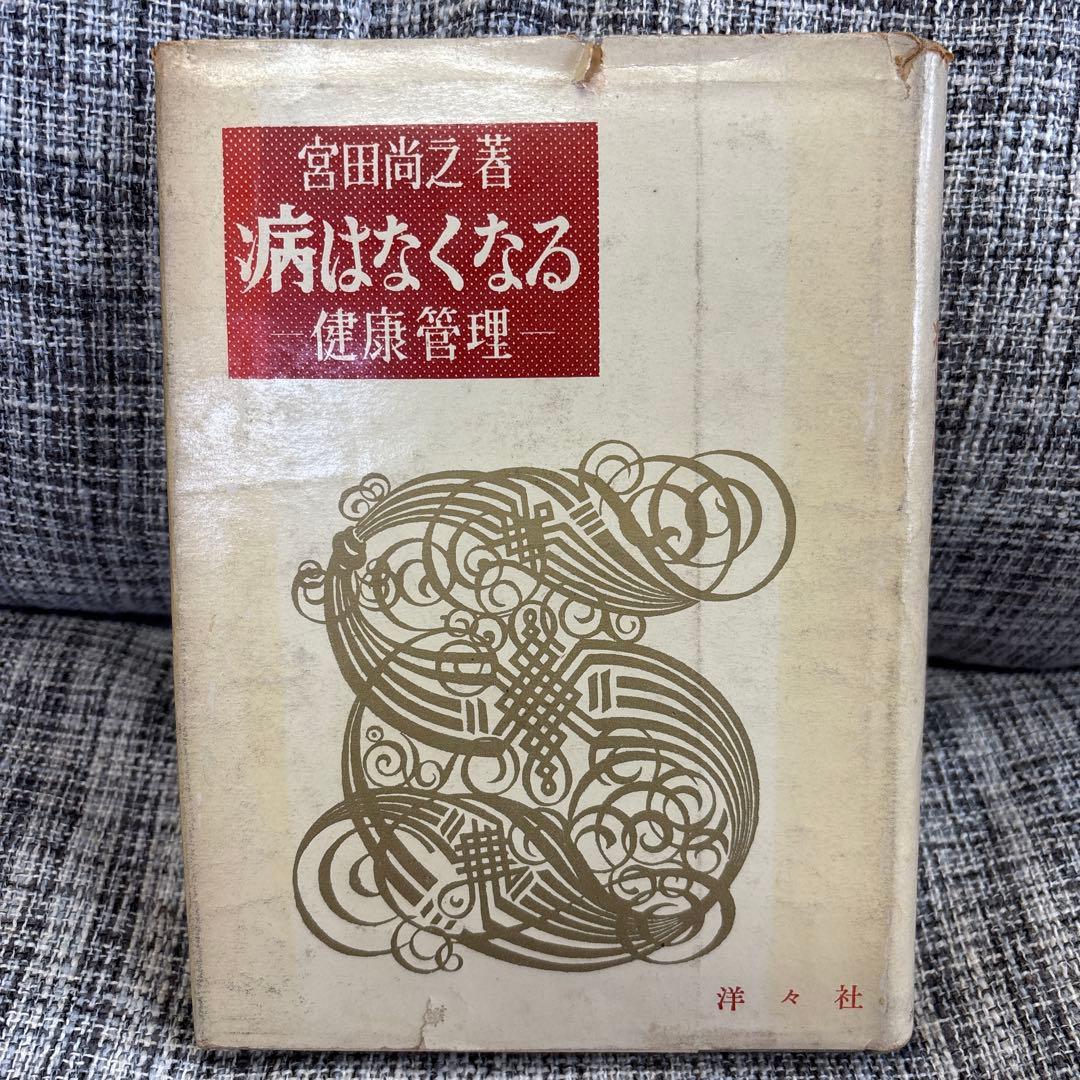 宮田尚之著
病はなくなる
—健康管理—
洋々社